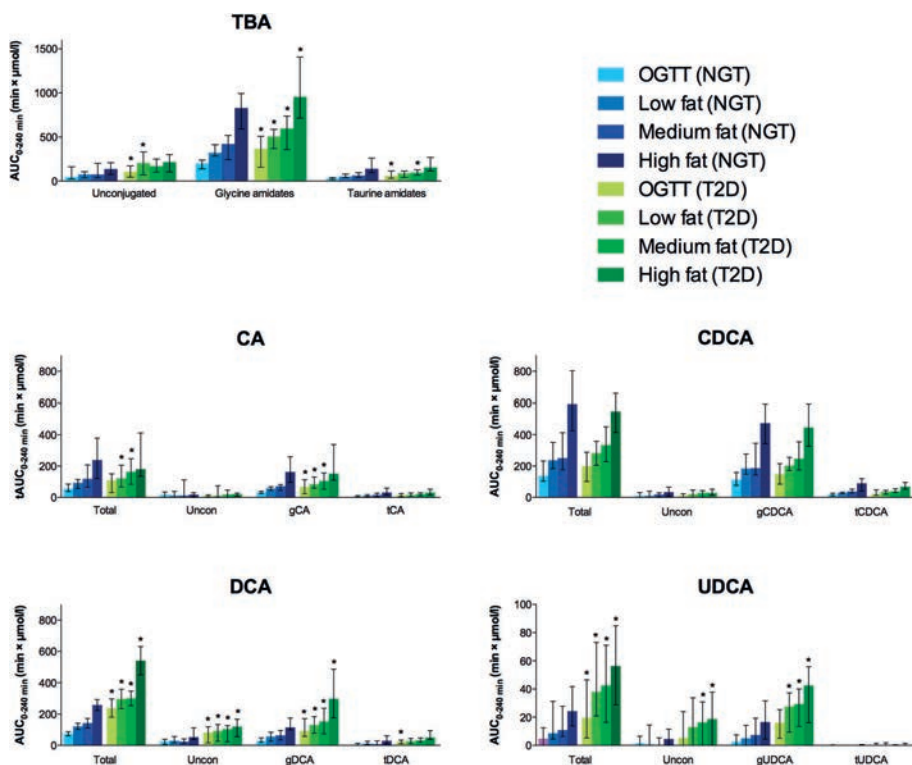 TBA
AUC0-240 min (min × μmol/l)
1500
1000
500
0
Unconjugated Glycine amidates Taurine amidates
* * * * * * * *
OGTT (NGT)
Low fat (NGT)
Medium fat (NGT)
High fat (NGT)
OGTT (T2D)
Low fat (T2D)
Medium fat (T2D)
High fat (T2D)
CA
tAUC0-240 min (min × μmol/l)
800
600
400
200
0
Total Uncon gCA tCA
* * * * *
CDCA
AUC0-240 min (min × μmol/l)
800
600
400
200
0
Total Uncon gCDCA tCDCA
DCA
AUC0-240 min (min × μmol/l)
800
600
400
200
0
Total Uncon gDCA tDCA
* * * * * * * * * * * * *
UDCA
AUC0-240 min (min × μmol/l)
100
80
60
40
20
0
Total Uncon gUDCA tUDCA
* * * * * * * * *